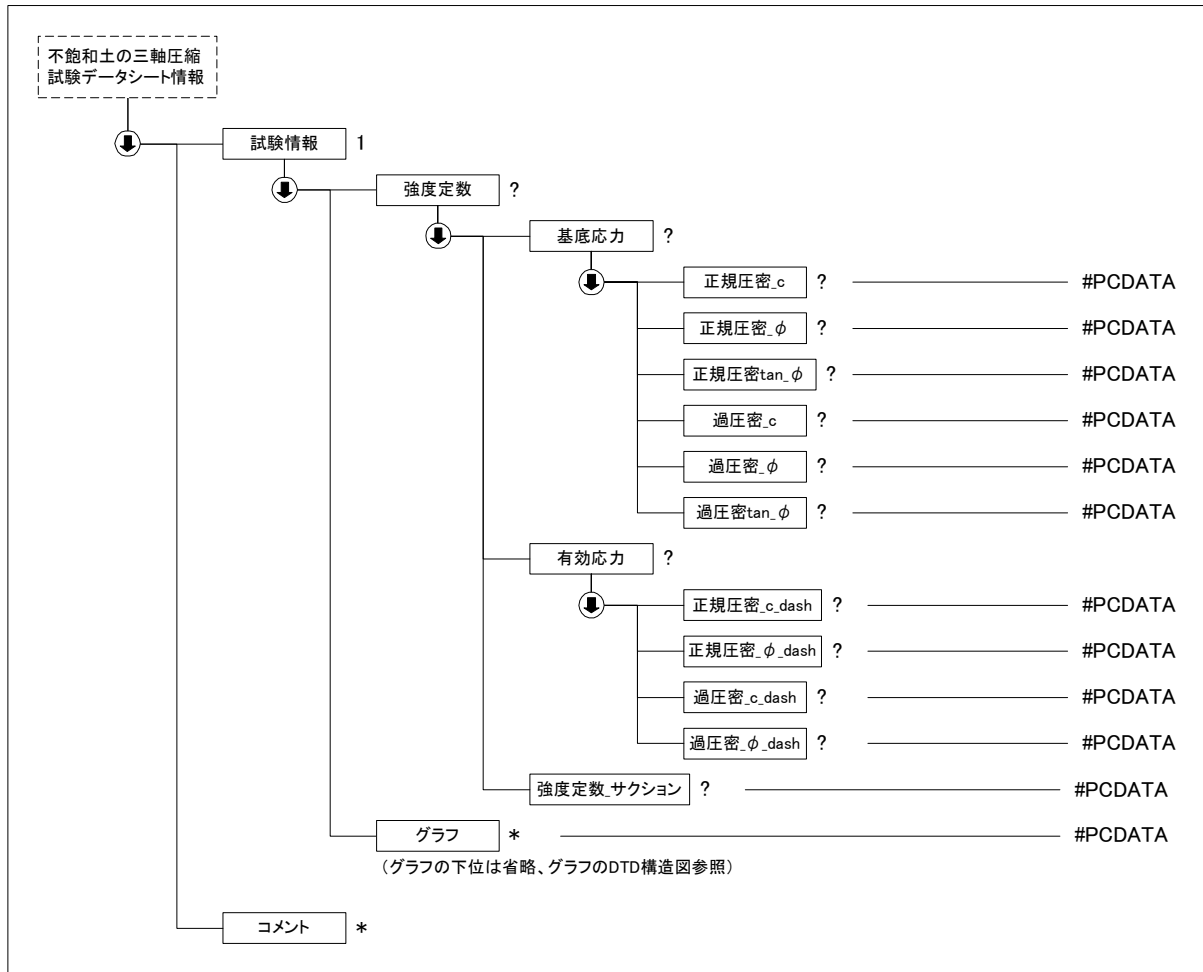 不飽和土の三軸圧縮
試験データシート情報
試験情報 1
強度定数 ?
基底応力 ?
正規圧密_c ? #PCDATA
正規圧密_φ ? #PCDATA
正規圧密tan_φ ? #PCDATA
過圧密_c ? #PCDATA
過圧密_φ ? #PCDATA
過圧密tan_φ ? #PCDATA
有効応力 ?
正規圧密_c_dash ? #PCDATA
正規圧密_φ_dash ? #PCDATA
過圧密_c_dash ? #PCDATA
過圧密_φ_dash ? #PCDATA
強度定数_サクション ? #PCDATA
グラフ * #PCDATA
（グラフの下位は省略、グラフのDTD構造図参照）
コメント *